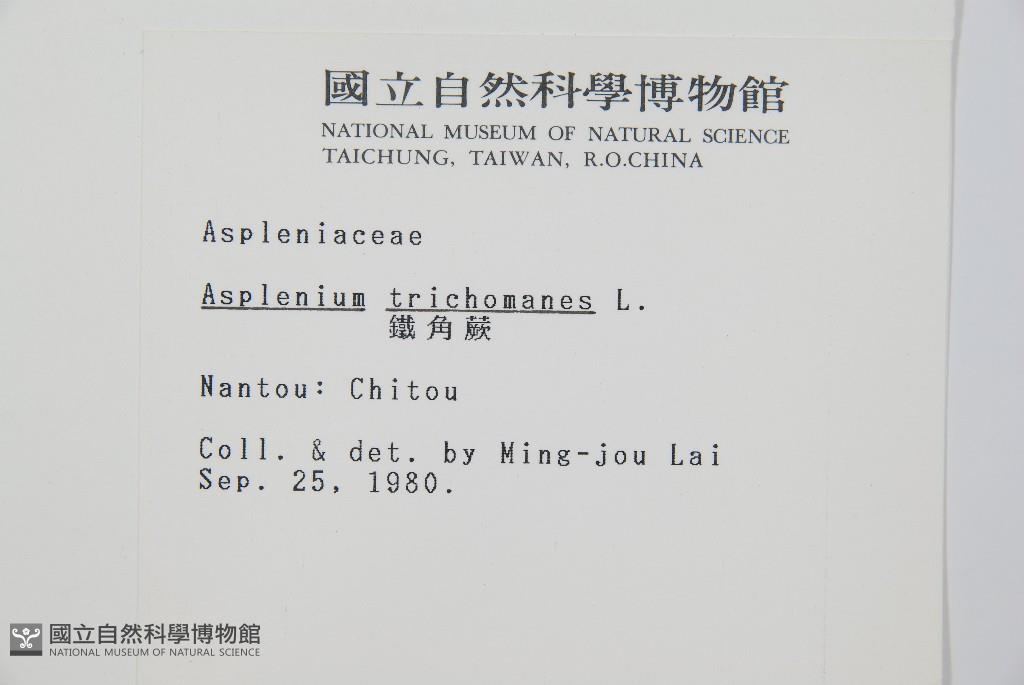 國立自然科學博物館
NATIONAL MUSEUM OF NATURAL SCIENCE
TAICHUNG, TAIWAN, R.O.CHINA
Aspleniaceae
Asplenium trichomanes L.
鐵角蕨
Nantou: Chitou
Coll. & det. by Ming-jou Lai
Sep. 25, 1980.
國立自然科學博物館
NATIONAL MUSEUM OF NATURAL SCIENCE